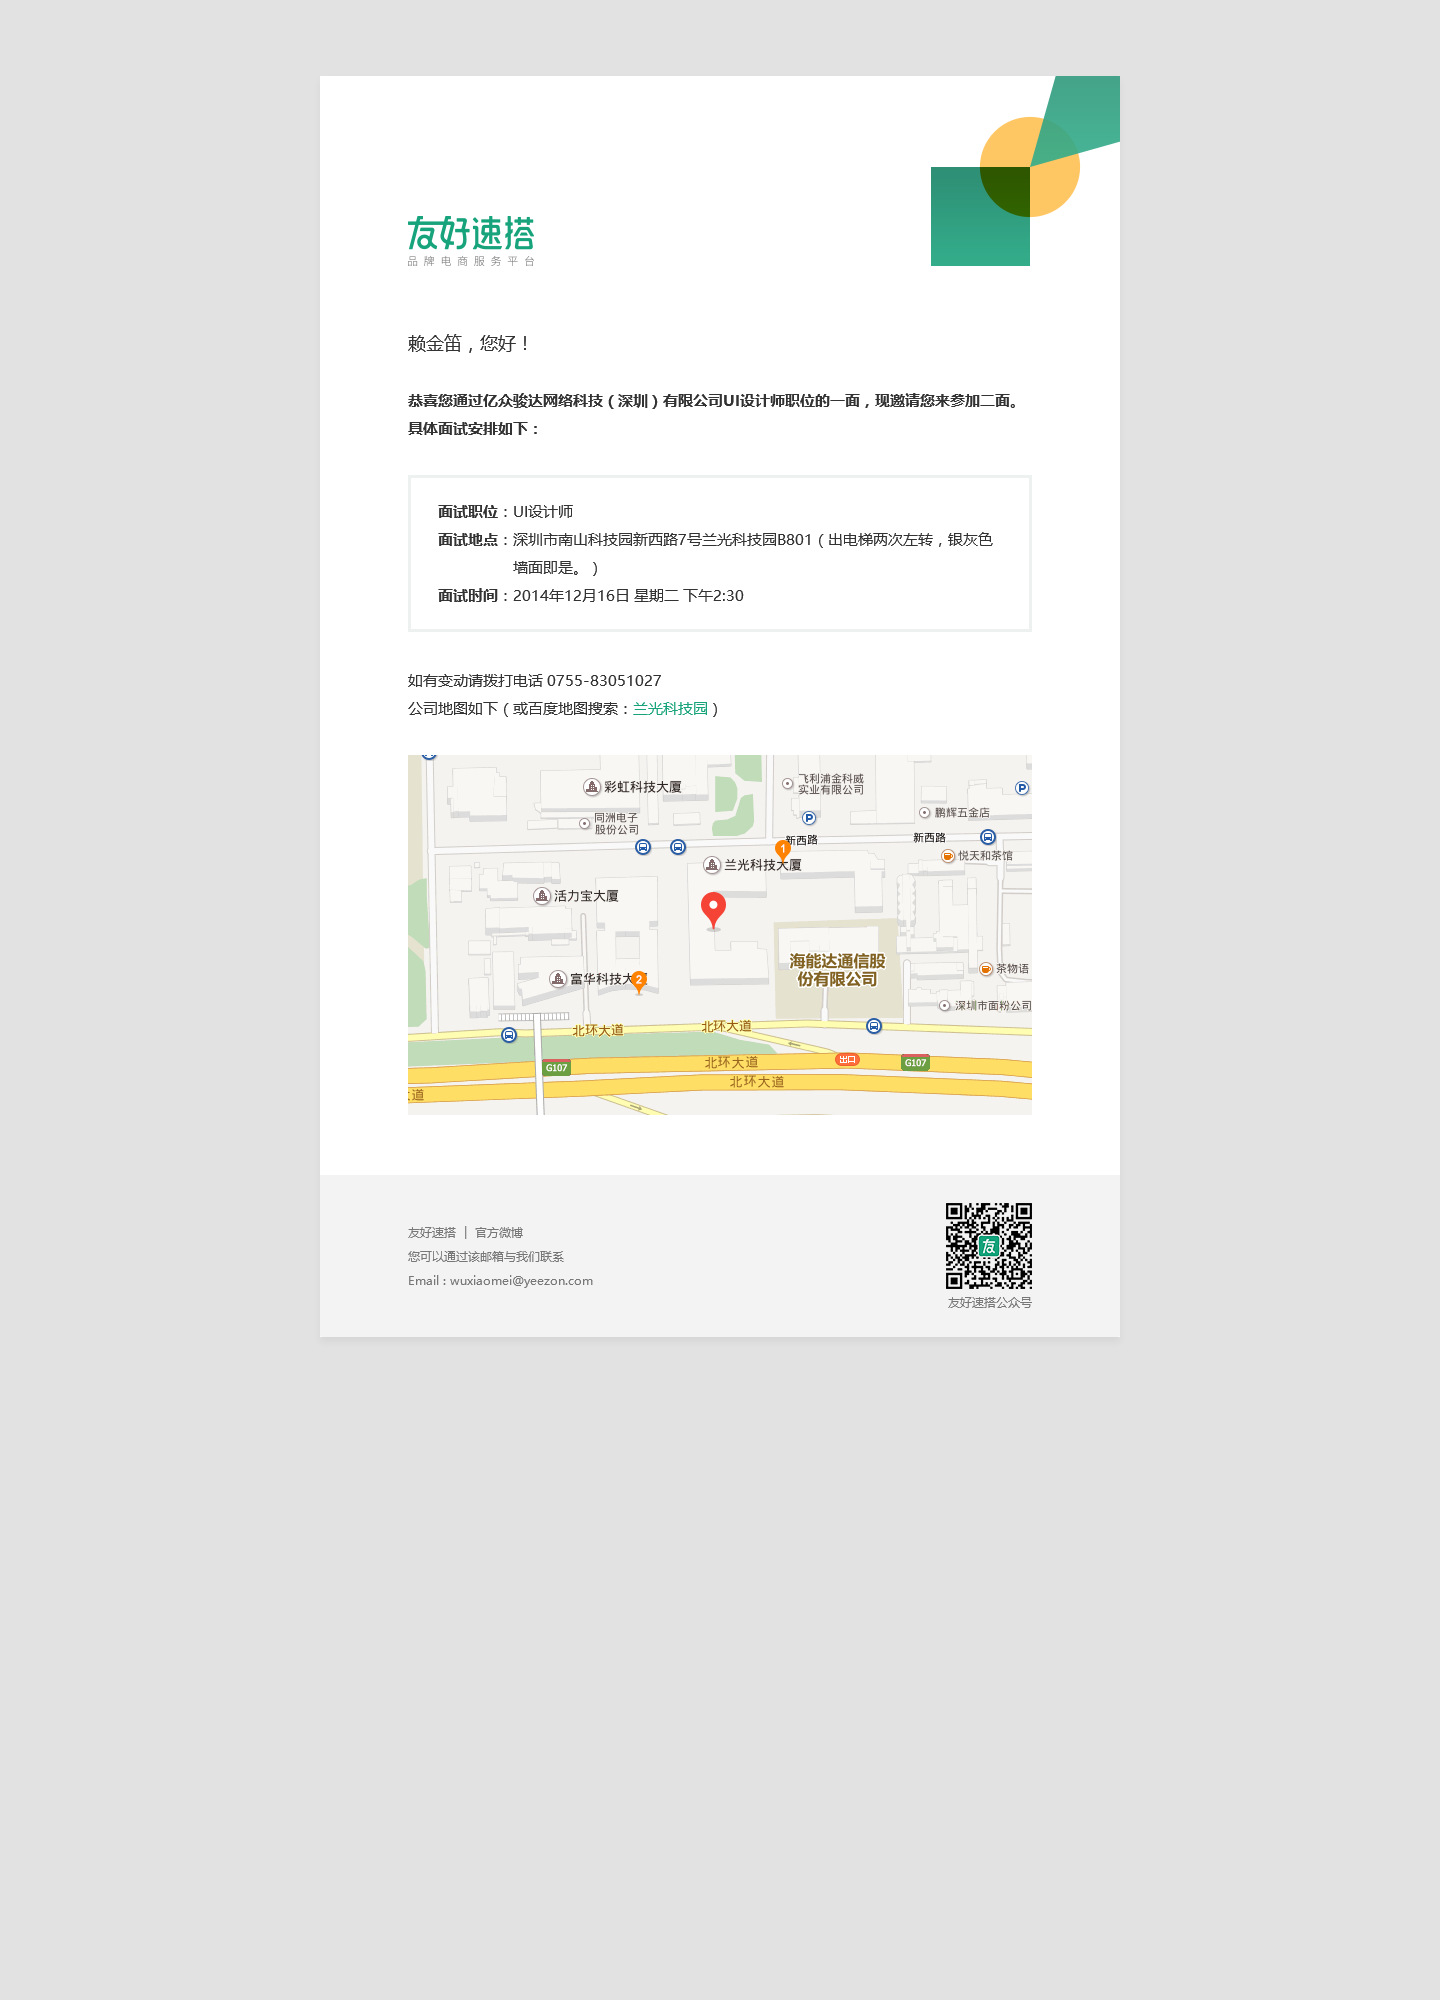 友好速搭
品牌电商服务平台
赖金笛，您好！
恭喜您通过亿众骏达网络科技（深圳）有限公司UI设计师职位的一面，现邀请您来参加二面。
具体面试安排如下：
面试职位：UI设计师
面试地点：深圳市南山科技园新西路7号兰光科技园B801（出电梯两次左转，银灰色
墙面即是。）
面试时间：2014年12月16日 星期二 下午2:30
如有变动请拨打电话 0755-83051027
公司地图如下（或百度地图搜索：兰光科技园）
彩虹科技大厦
飞利浦金科威
实业有限公司
P
同洲电子
股份公司
P
鹏辉五金店
新西路
新西路
1
悦天和茶馆
兰光科技大厦
活力宝大厦
海能达通信股
份有限公司
茶物语
富华科技大
2
深圳市面粉公司
北环大道
北环大道
出口
G107
北环大道
G107
北环大道
道
友好速搭 | 官方微博
您可以通过该邮箱与我们联系
Email : wuxiaomei@yeezon.com
友
友好速搭公众号